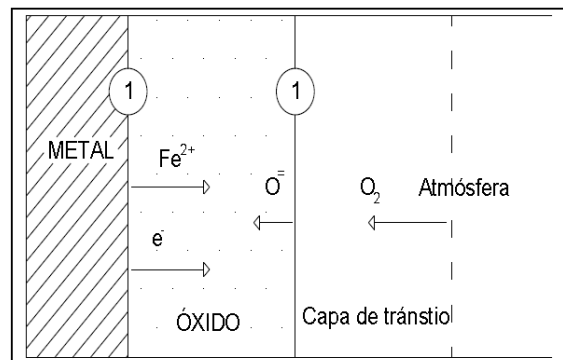 1
1
METAL
Fe2+
O=
O2
Atmósfera
e-
ÓXIDO
Capa de tránstio